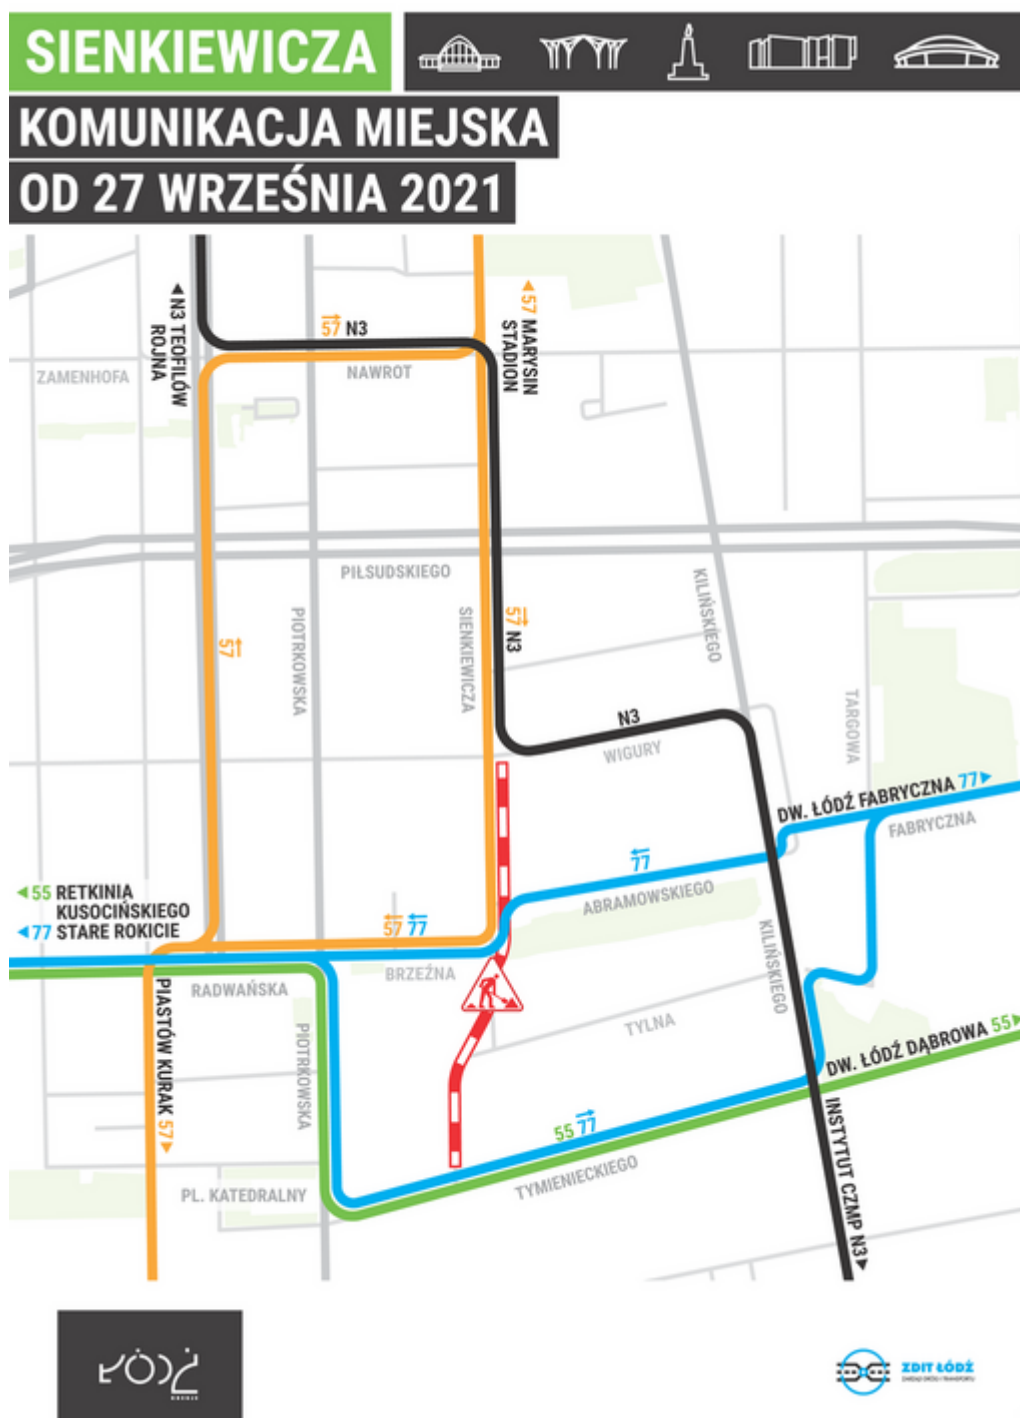 SIENKIEWICZA
KOMUNIKACJA MIEJSKA
OD 27 WRZEŚNIA 2021
◄N3 TEOFILÓW
ROJNA
57 N3
◄57 MARYSIN
STADION
ZAMENHOFA
NAWROT
PIŁSUDSKIEGO
PIOTRKOWSKA
SIENKIEWICZA
KILIŃSKIEGO
57
57 N3
TARGOWA
N3
WIGURY
DW. ŁÓDŹ FABRYCZNA 77►
FABRYCZNA
77
ABRAMOWSKIEGO
◄55 RETKINIA
KUSOCIŃSKIEGO
◄77 STARE ROKICIE
57 77
BRZEŹNA
KILIŃSKIEGO
RADWAŃSKA
PIASTÓW KURAK 57►
PIOTRKOWSKA
TYLNA
DW. ŁÓDŹ DĄBROWA 55►
55 77
TYMIENIECKIEGO
INSTYTUT CZMP N3►
PL. KATEDRALNY
ŁÓDŹ
ZDIT ŁÓDŹ
ZARZĄD DRÓG I TRANSPORTU